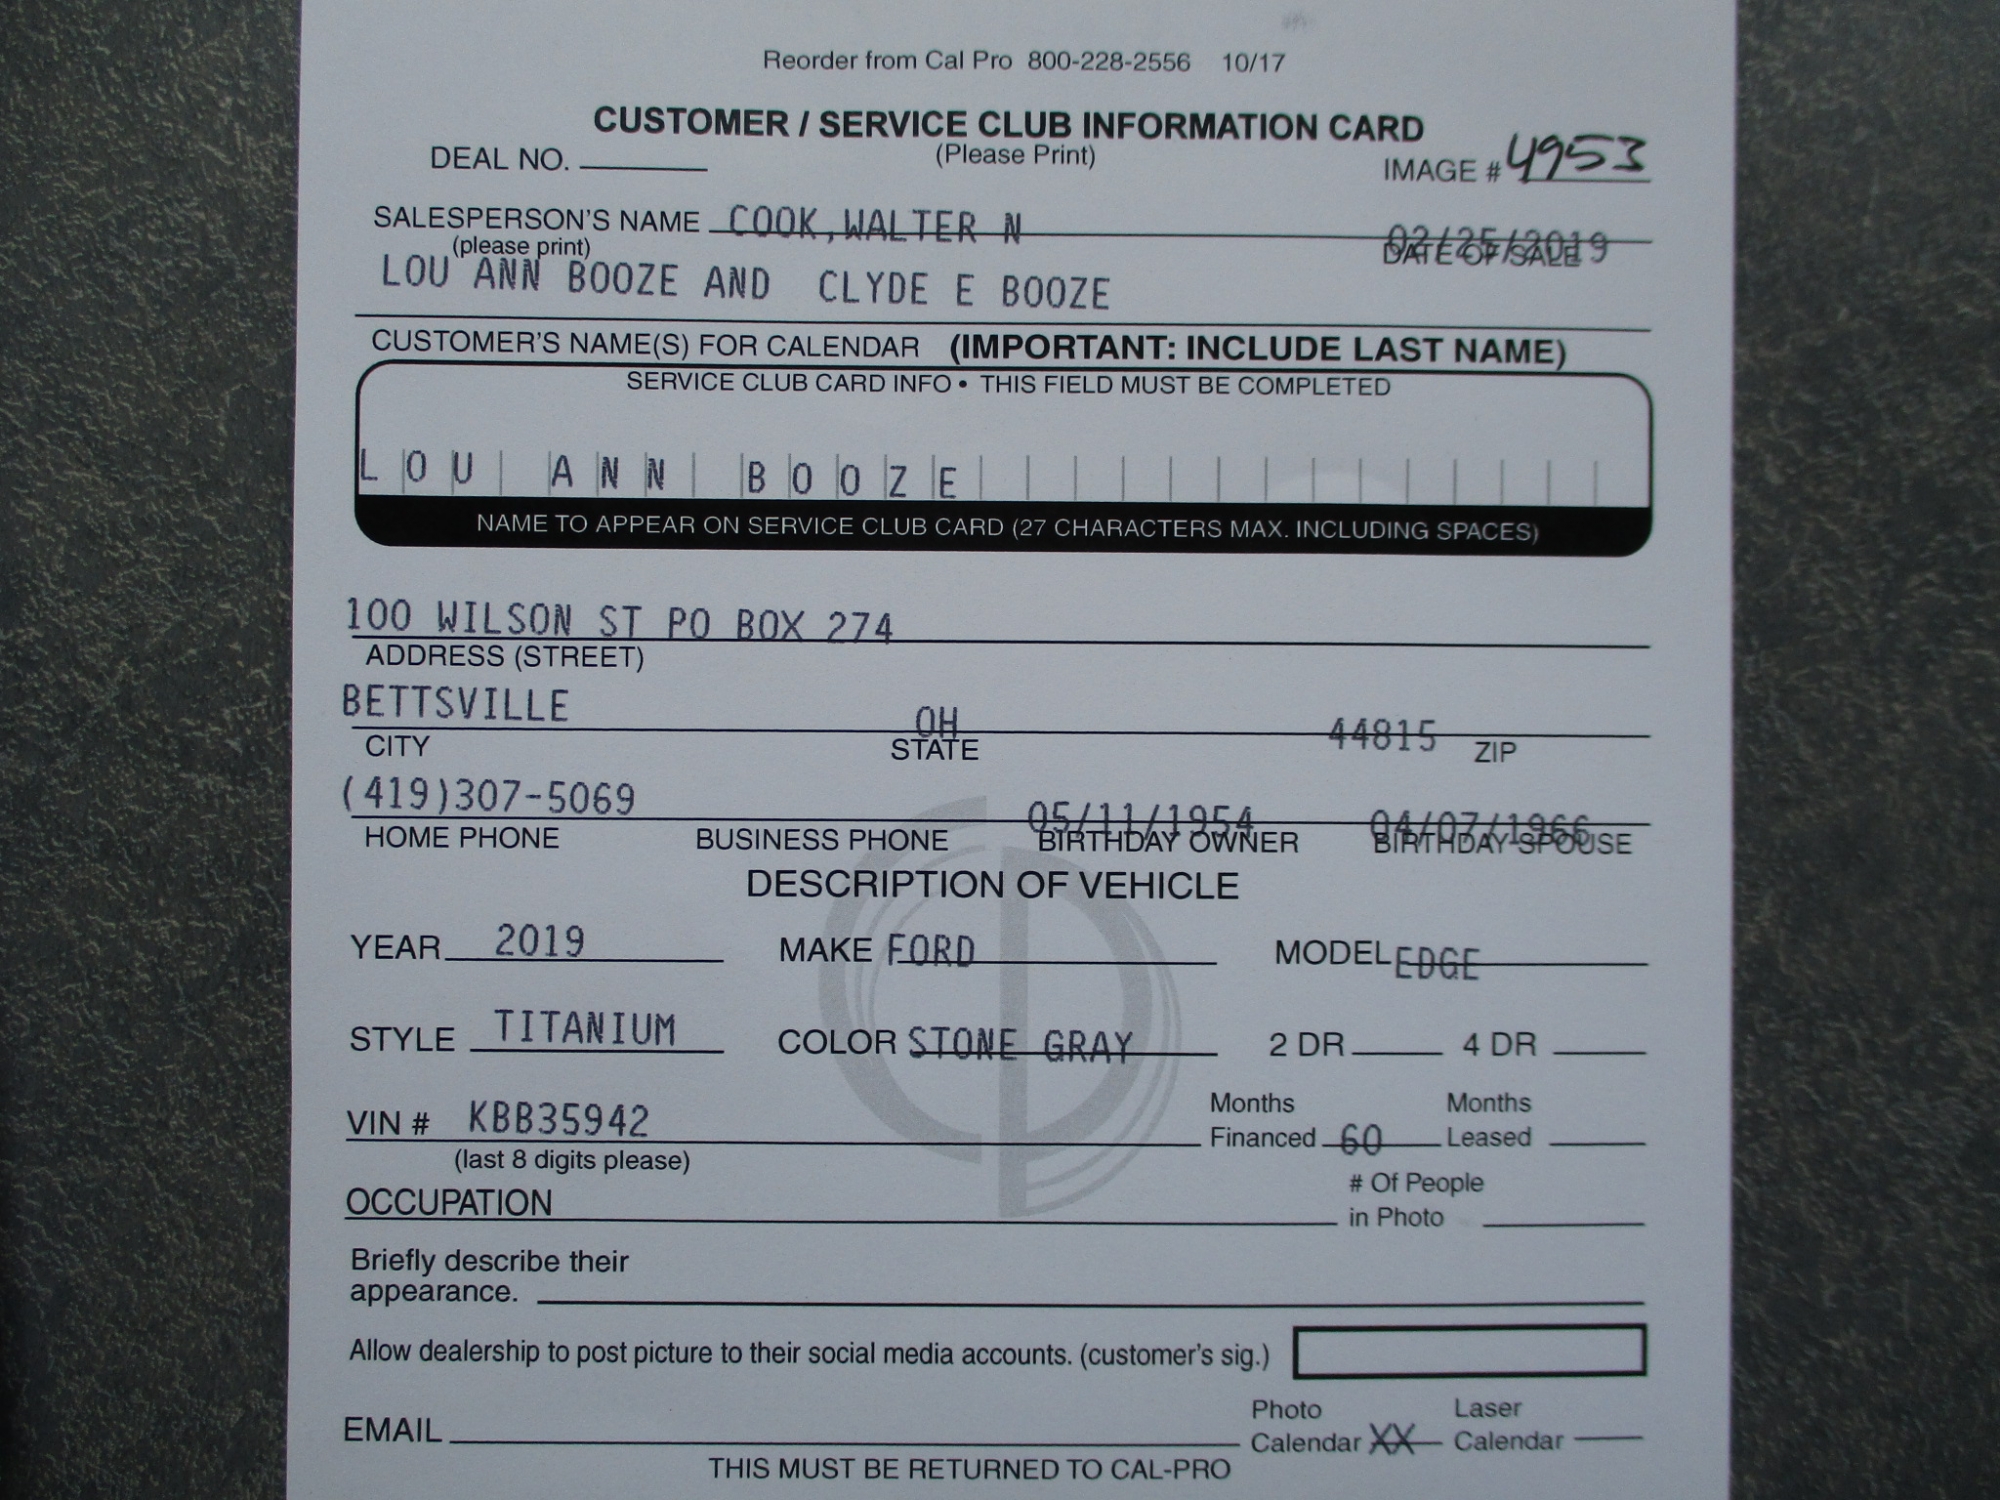 Reorder from Cal Pro 800-228-2556 10/17
CUSTOMER / SERVICE CLUB INFORMATION CARD
DEAL NO. (Please Print) IMAGE # 4953
SALESPERSON'S NAME COOK,WALTER N 02/25/2019
(please print) DATE OF SALE
LOU ANN BOOZE AND CLYDE E BOOZE
CUSTOMER'S NAME(S) FOR CALENDAR (IMPORTANT: INCLUDE LAST NAME)
SERVICE CLUB CARD INFO • THIS FIELD MUST BE COMPLETED
LOU ANN BOOZE
NAME TO APPEAR ON SERVICE CLUB CARD (27 CHARACTERS MAX. INCLUDING SPACES)
100 WILSON ST PO BOX 274
ADDRESS (STREET)
BETTSVILLE OH 44815
CITY STATE ZIP
(419)307-5069 05/11/1954 04/07/1966
HOME PHONE BUSINESS PHONE BIRTHDAY OWNER BIRTHDAY SPOUSE
DESCRIPTION OF VEHICLE
YEAR 2019 MAKE FORD MODEL EDGE
STYLE TITANIUM COLOR STONE GRAY 2 DR 4 DR
VIN # KBB35942 Months Financed 60 Months Leased
(last 8 digits please)
OCCUPATION # Of People in Photo
Briefly describe their
appearance.
Allow dealership to post picture to their social media accounts. (customer's sig.)
EMAIL Photo Calendar XX Laser Calendar
THIS MUST BE RETURNED TO CAL-PRO